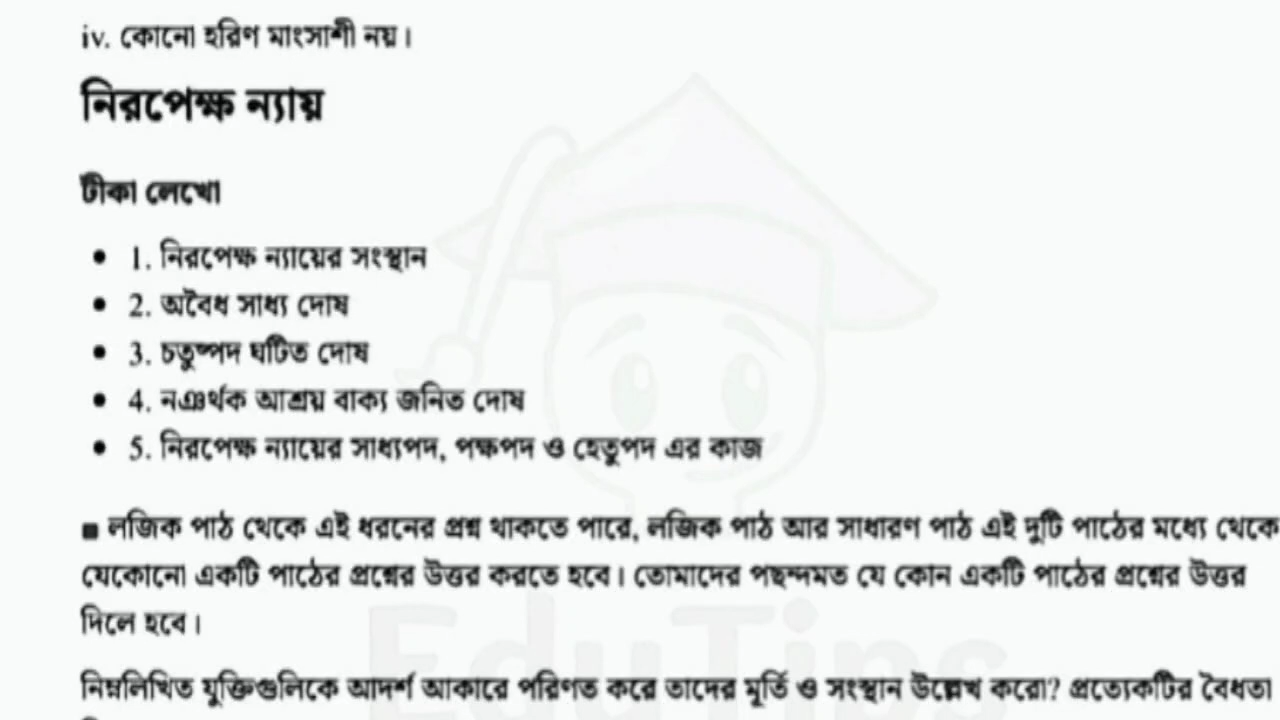 iv. কোনো হরিণ মাংসাশী নয়।
নিরপেক্ষ ন্যায়
টীকা লেখো
• 1. নিরপেক্ষ ন্যায়ের সংস্থান
• 2. অবৈধ সাধ্য দোষ
• 3. চতুষ্পদ ঘটিত দোষ
• 4. নঞর্থক আশ্রয় বাক্য জনিত দোষ
• 5. নিরপেক্ষ ন্যায়ের সাধ্যপদ, পক্ষপদ ও হেতুপদ এর কাজ
■ লজিক পাঠ থেকে এই ধরনের প্রশ্ন থাকতে পারে, লজিক পাঠ আর সাধারণ পাঠ এই দুটি পাঠের মধ্যে থেকে
যেকোনো একটি পাঠের প্রশ্নের উত্তর করতে হবে। তোমাদের পছন্দমত যে কোন একটি পাঠের প্রশ্নের উত্তর
দিলে হবে।
EduTips
নিম্নলিখিত যুক্তিগুলিকে আদর্শ আকারে পরিণত করে তাদের মূর্তি ও সংস্থান উল্লেখ করো? প্রত্যেকটির বৈধতা